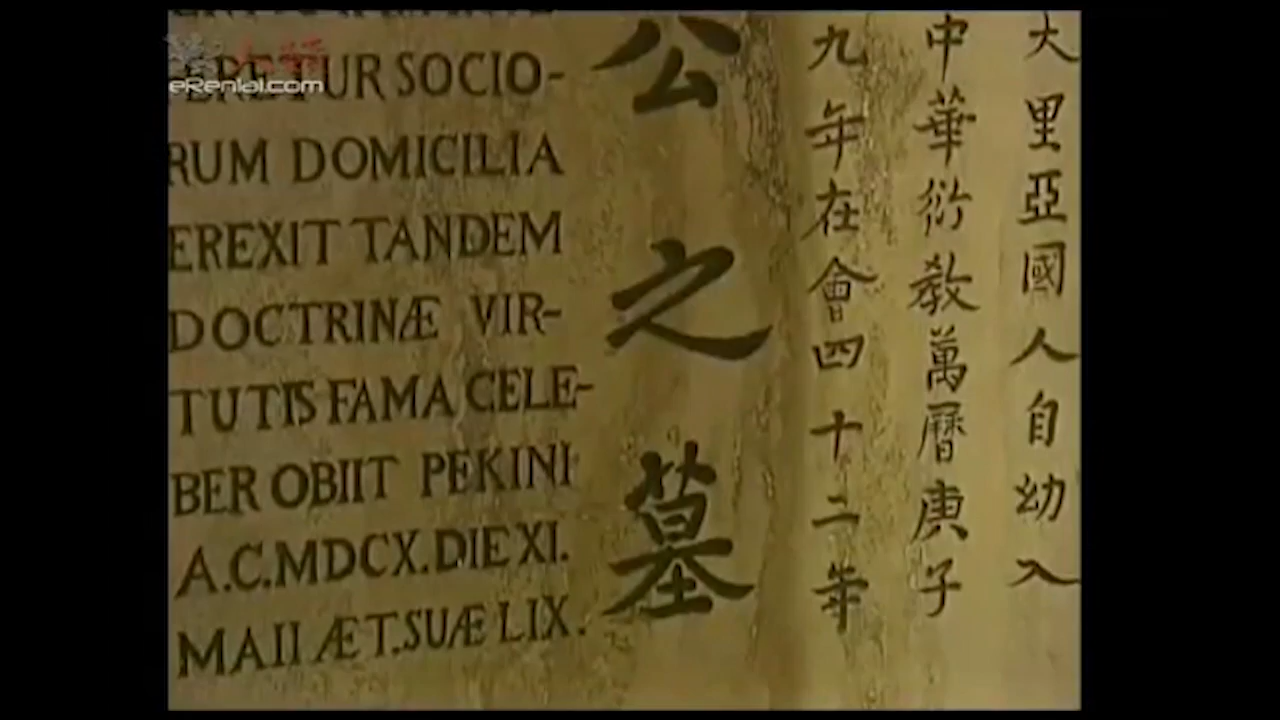 eRenlai.com
ERETUR SOCIO-
RUM DOMICILIA
EREXIT TANDEM
DOCTRINÆ VIR-
TUTIS FAMA CELE-
BER OBIIT PEKINI
A.C.MDCX.DIE XI.
MAII ÆT.SUÆ LIX.
大里亞國人自幼入
中華衍教萬曆庚子
九年在會四十二年
公之墓